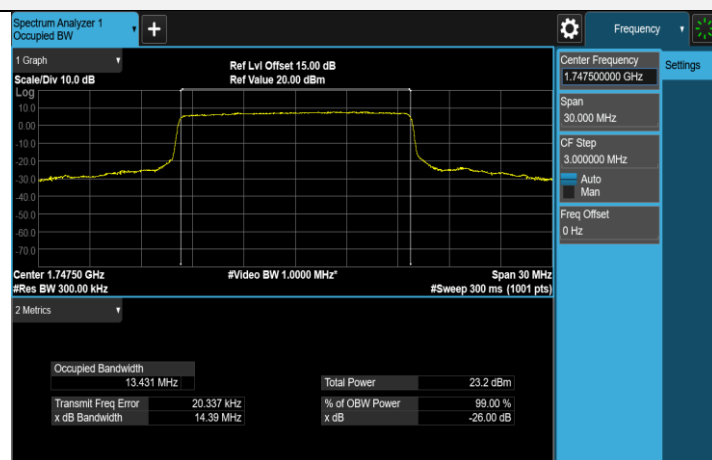 Spectrum Analyzer 1
Occupied BW
+
Frequency
1 Graph
Scale/Div 10.0 dB
Ref Lvl Offset 15.00 dB
Ref Value 20.00 dBm
Log
10.0
0.00
-10.0
-20.0
-30.0
-40.0
-50.0
-60.0
-70.0
Center 1.74750 GHz
#Video BW 1.0000 MHz*
Span 30 MHz
#Res BW 300.00 kHz
#Sweep 300 ms (1001 pts)
2 Metrics
Occupied Bandwidth
13.431 MHz
Total Power 23.2 dBm
Transmit Freq Error 20.337 kHz
% of OBW Power 99.00 %
x dB Bandwidth 14.39 MHz
x dB -26.00 dB
Center Frequency
1.747500000 GHz
Settings
Span
30.000 MHz
CF Step
3.000000 MHz
Auto
Man
Freq Offset
0 Hz